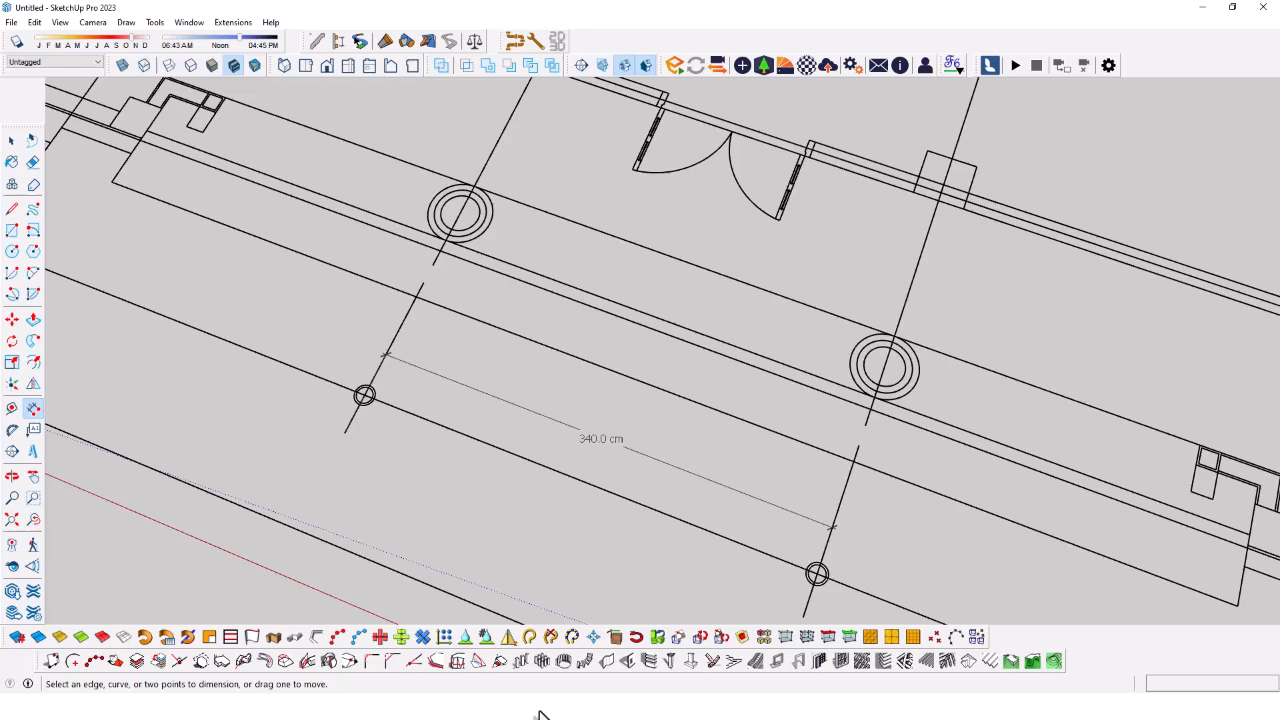 Untitled - SketchUp Pro 2023
File Edit View Camera Draw Tools Window Extensions Help
J F M A M J J A S O N D 06:43 AM Noon 04:45 PM
Untagged
340.0 cm
Select an edge, curve, or two points to dimension, or drag one to move.